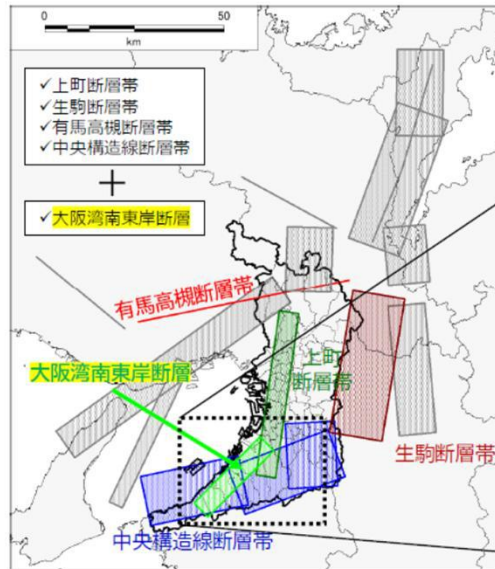 0 50
km
✓上町断層帯
✓生駒断層帯
✓有馬高槻断層帯
✓中央構造線断層帯
+
✓大阪湾南東岸断層
有馬高槻断層帯
上町
断層帯
大阪湾南東岸断層
生駒断層帯
中央構造線断層帯